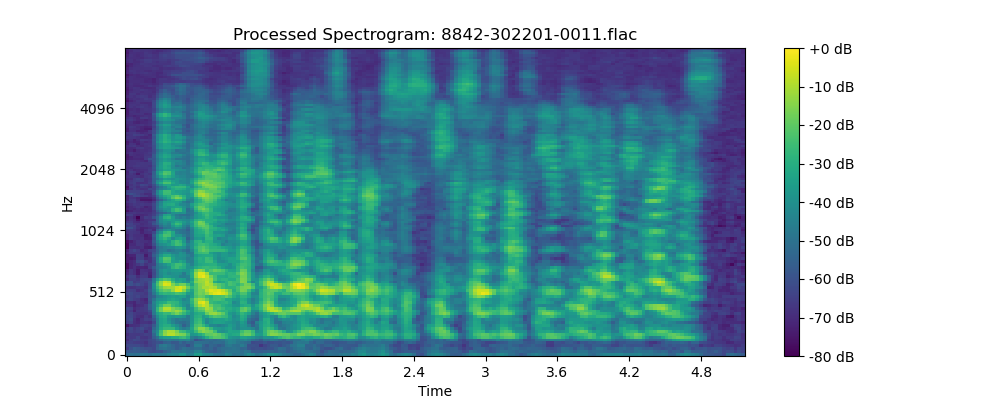 Processed Spectrogram: 8842-302201-0011.flac
Hz
4096
2048
1024
512
0
0 0.6 1.2 1.8 2.4 3 3.6 4.2 4.8
Time
+0 dB
-10 dB
-20 dB
-30 dB
-40 dB
-50 dB
-60 dB
-70 dB
-80 dB